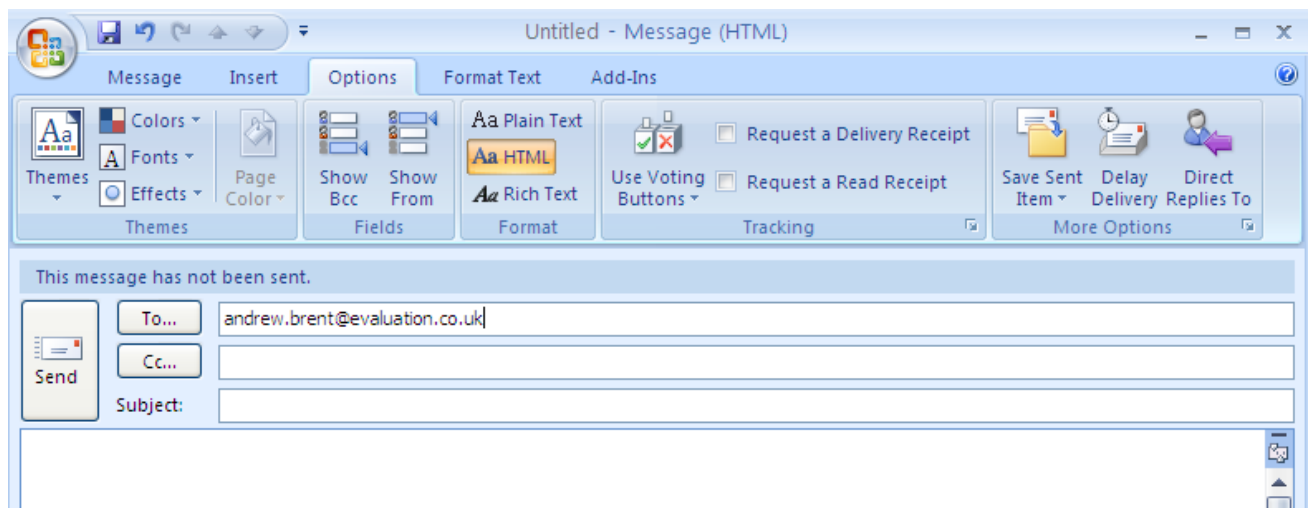 Untitled - Message (HTML)
Message Insert Options Format Text Add-Ins
Themes
Colors
Fonts
Effects
Page
Color
Themes
Show
Bcc
Show
From
Fields
Aa Plain Text
Aa HTML
Aa Rich Text
Format
Use Voting
Buttons
Request a Delivery Receipt
Request a Read Receipt
Tracking
Save Sent
Item
Delay
Delivery
Direct
Replies To
More Options
This message has not been sent.
Send
To... andrew.brent@evaluation.co.uk
Cc...
Subject: